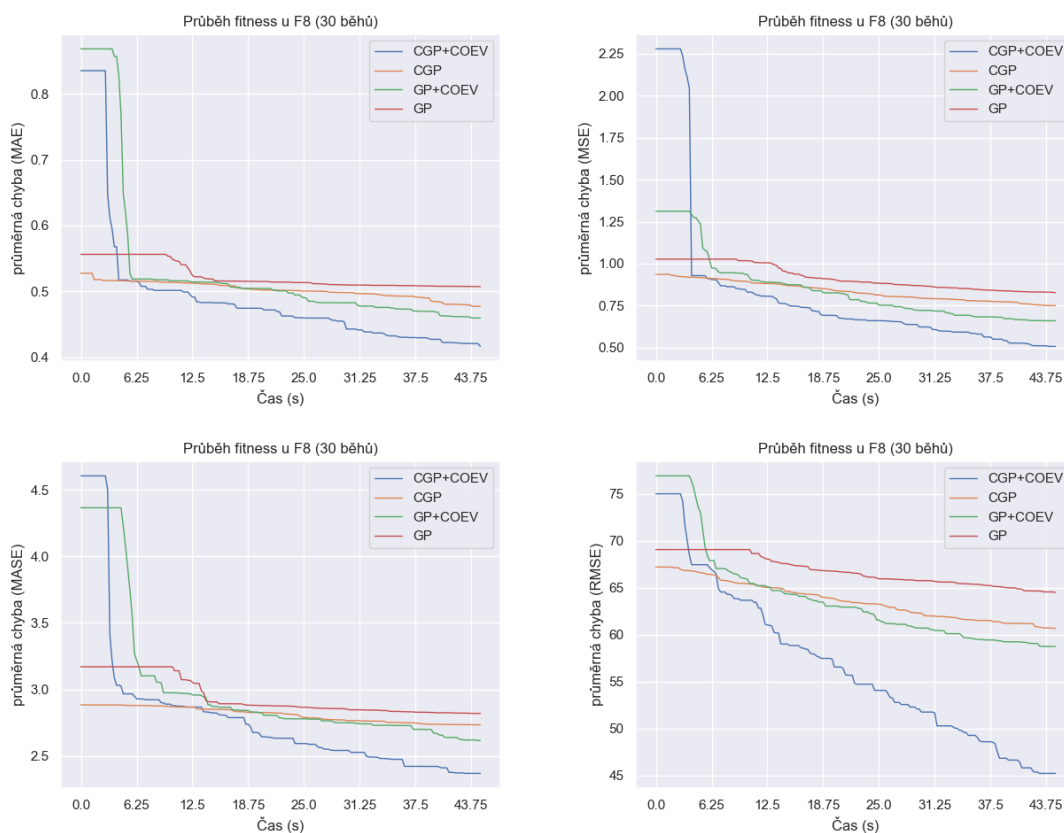 Průběh fitness u F8 (30 běhů)
průměrná chyba (MAE)
0.8
0.7
0.6
0.5
0.4
CGP+COEV
CGP
GP+COEV
GP
0.0 6.25 12.5 18.75 25.0 31.25 37.5 43.75
Čas (s)
Průběh fitness u F8 (30 běhů)
průměrná chyba (MSE)
2.25
2.00
1.75
1.50
1.25
1.00
0.75
0.50
CGP+COEV
CGP
GP+COEV
GP
0.0 6.25 12.5 18.75 25.0 31.25 37.5 43.75
Čas (s)
Průběh fitness u F8 (30 běhů)
průměrná chyba (MASE)
4.5
4.0
3.5
3.0
2.5
CGP+COEV
CGP
GP+COEV
GP
0.0 6.25 12.5 18.75 25.0 31.25 37.5 43.75
Čas (s)
Průběh fitness u F8 (30 běhů)
průměrná chyba (RMSE)
75
70
65
60
55
50
45
CGP+COEV
CGP
GP+COEV
GP
0.0 6.25 12.5 18.75 25.0 31.25 37.5 43.75
Čas (s)